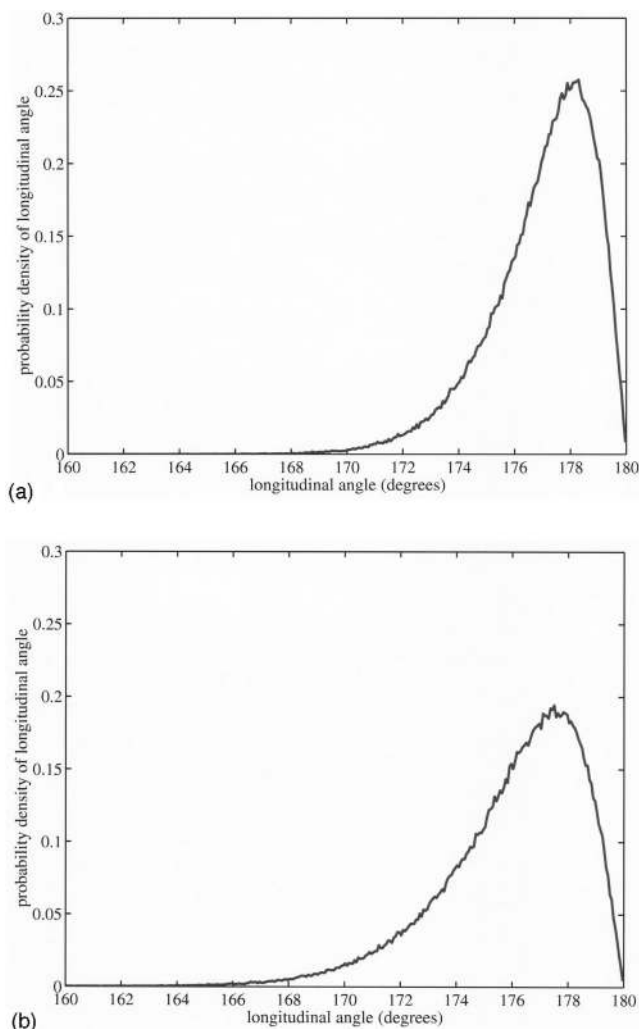 0.3
0.25
0.2
0.15
0.1
0.05
0
probability density of longitudinal angle
160 162 164 166 168 170 172 174 176 178 180
longitudinal angle (degrees)
(a)
0.3
0.25
0.2
0.15
0.1
0.05
0
probability density of longitudinal angle
160 162 164 166 168 170 172 174 176 178 180
longitudinal angle (degrees)
(b)